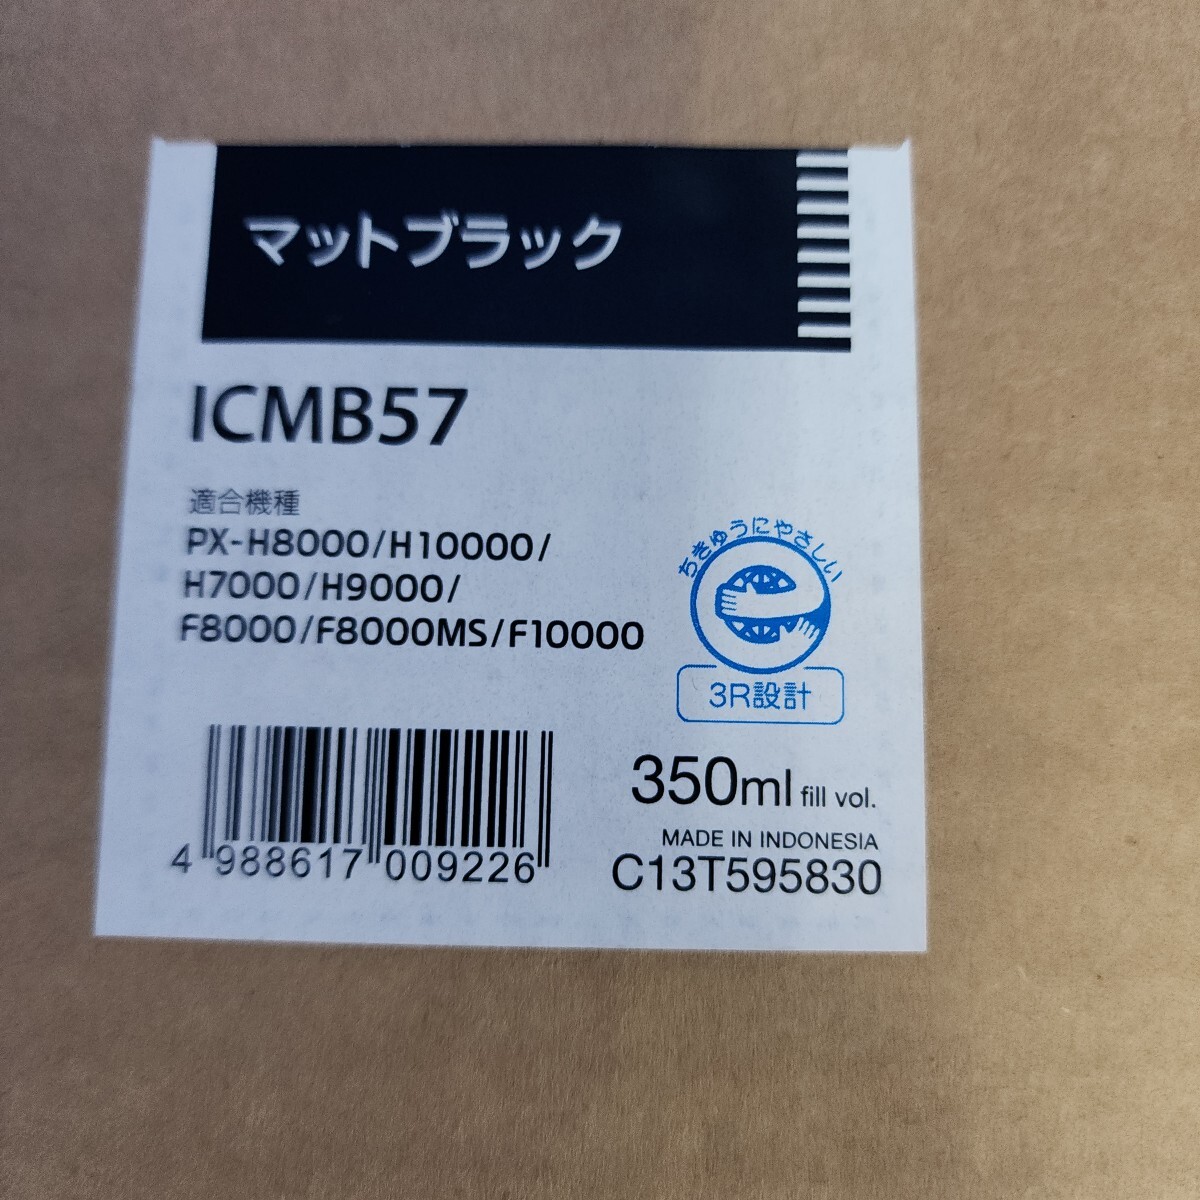 マットブラック
ICMB57
適合機種
PX-H8000/H10000/
H7000/H9000/
F8000/F8000MS/F10000
ちきゅうにやさしい
3R設計
350ml fill vol.
MADE IN INDONESIA
C13T595830
4 988617 009226